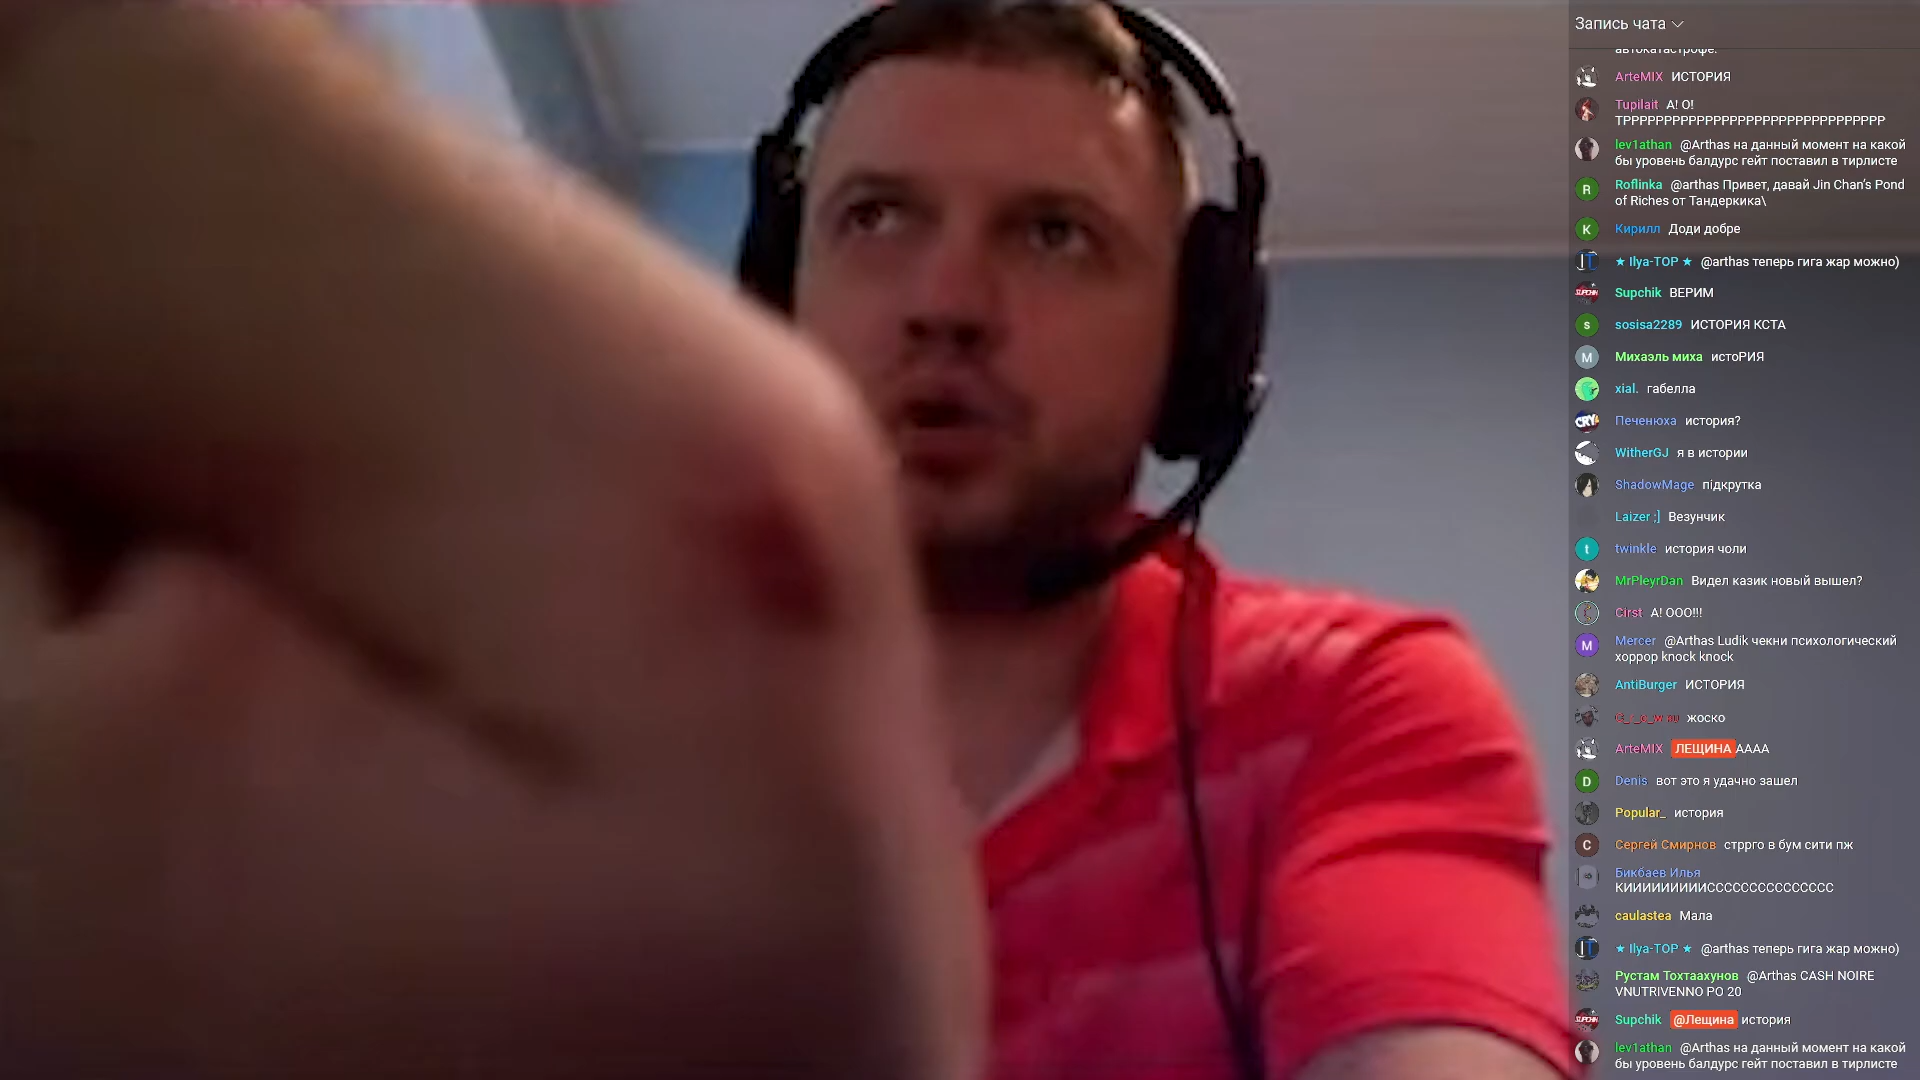 Запись чата
автокатастрофе.
ArteMIX ИСТОРИЯ
Tupilait А! О!
ТРРРРРРРРРРРРРРРРРРРРРРРРРРРРРРРР
lev1athan @Arthas на данный момент на какой
бы уровень балдурс гейт поставил в тирлисте
R Roflinka @arthas Привет, давай Jin Chan's Pond
of Riches от Тандеркика\
К Кирилл Доди добре
★ Ilya-TOP ★ @arthas теперь гига жар можно)
Supchik ВЕРИМ
s sosisa2289 ИСТОРИЯ КСТА
М Михаэль миха истоРИЯ
xial. габелла
CRY Печенюха история?
WitherGJ я в истории
ShadowMage підкрутка
Laizer ;] Везунчик
t twinkle история чоли
MrPleyrDan Видел казик новый вышел?
Cirst А! ООО!!!
M Mercer @Arthas Ludik чекни психологический
хоррор knock knock
AntiBurger ИСТОРИЯ
жоско
ArteMIX ЛЕЩИНА АААА
D Denis вот это я удачно зашел
Popular_ история
С Сергей Смирнов стррго в бум сити пж
Бикбаев Илья
КИИИИИИИИИССССССССССССССС
caulastea Мала
★ Ilya-TOP ★ @arthas теперь гига жар можно)
Рустам Тохтаахунов @Arthas CASH NOIRE
VNUTRIVENNO PO 20
Supchik @Лещина история
lev1athan @Arthas на данный момент на какой
бы уровень балдурс гейт поставил в тирлисте